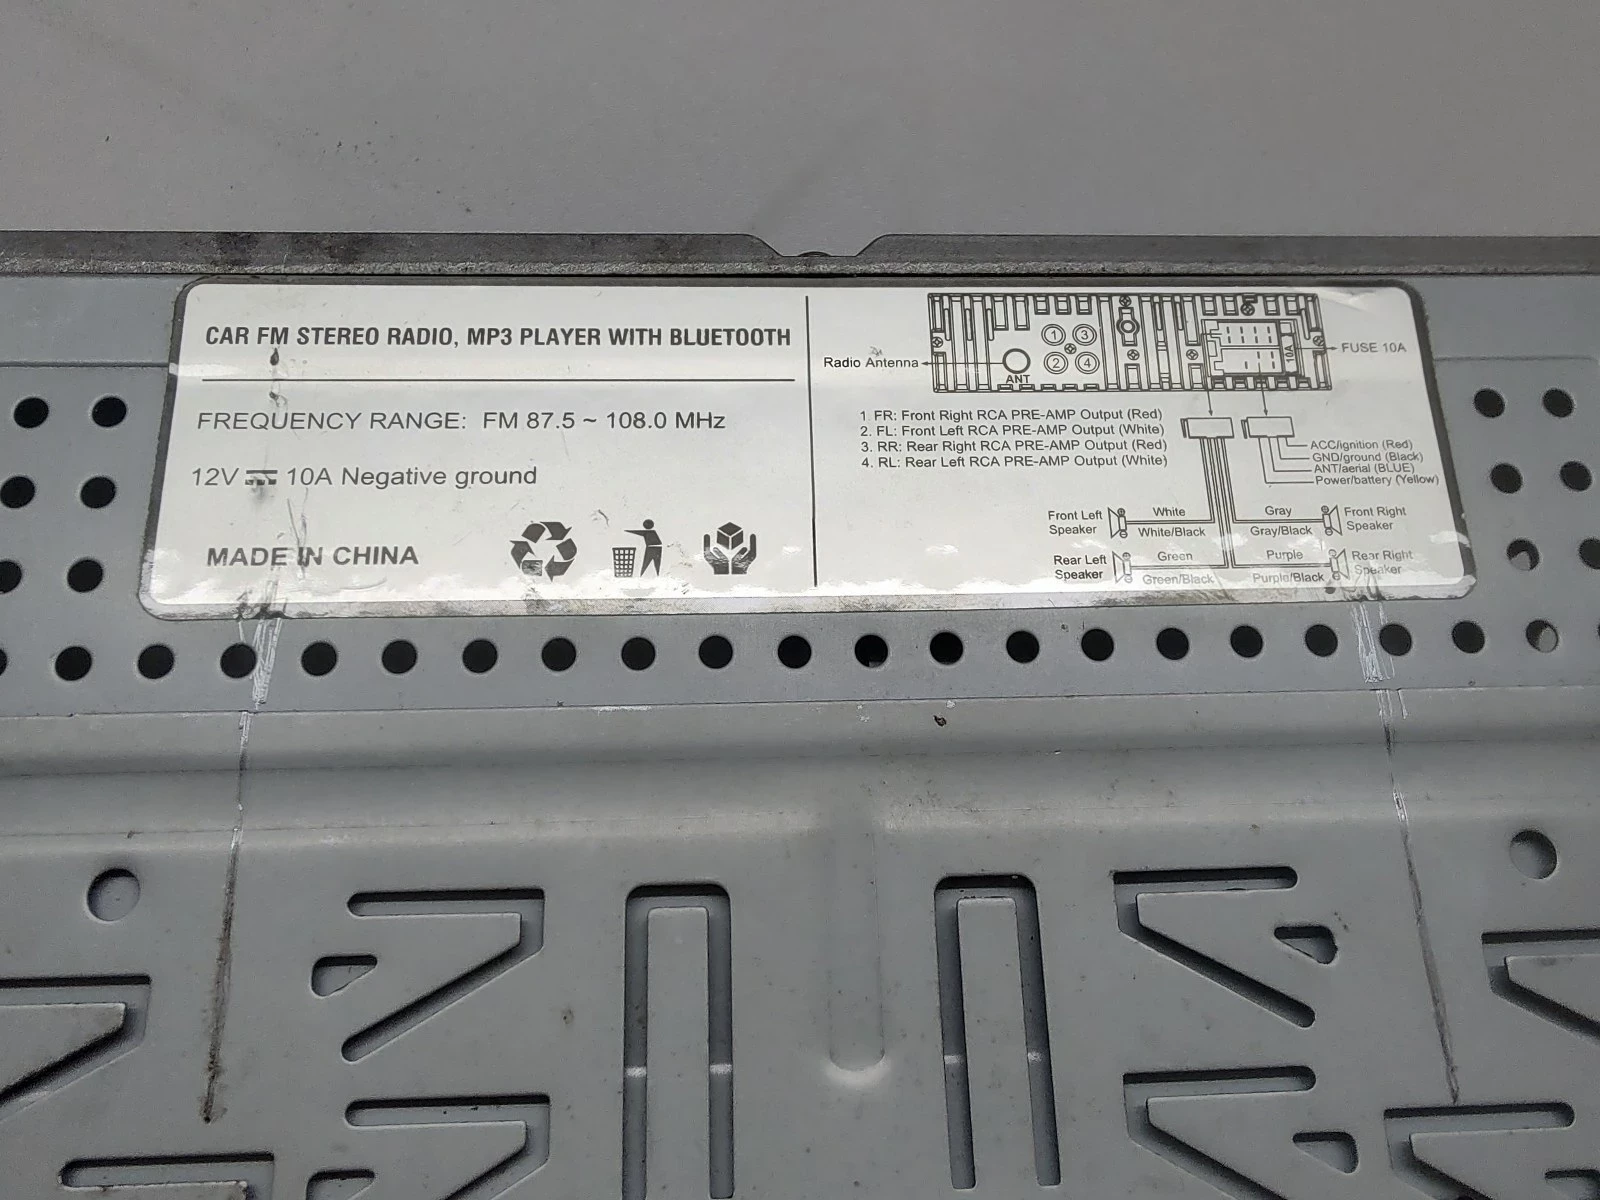 CAR FM STEREO RADIO, MP3 PLAYER WITH BLUETOOTH
FREQUENCY RANGE: FM 87.5 ~ 108.0 MHz
12V 10A Negative ground
MADE IN CHINA
Radio Antenna
ANT
1 3
2 4
10A
FUSE 10A
1. FR: Front Right RCA PRE-AMP Output (Red)
2. FL: Front Left RCA PRE-AMP Output (White)
3. RR: Rear Right RCA PRE-AMP Output (Red)
4. RL: Rear Left RCA PRE-AMP Output (White)
ACC/ignition (Red)
GND/ground (Black)
ANT/aerial (BLUE)
Power/battery (Yellow)
Front Left
Speaker
White
White/Black
Gray
Gray/Black
Front Right
Speaker
Rear Left
Speaker
Green
Green/Black
Purple
Purple/Black
Rear Right
Speaker